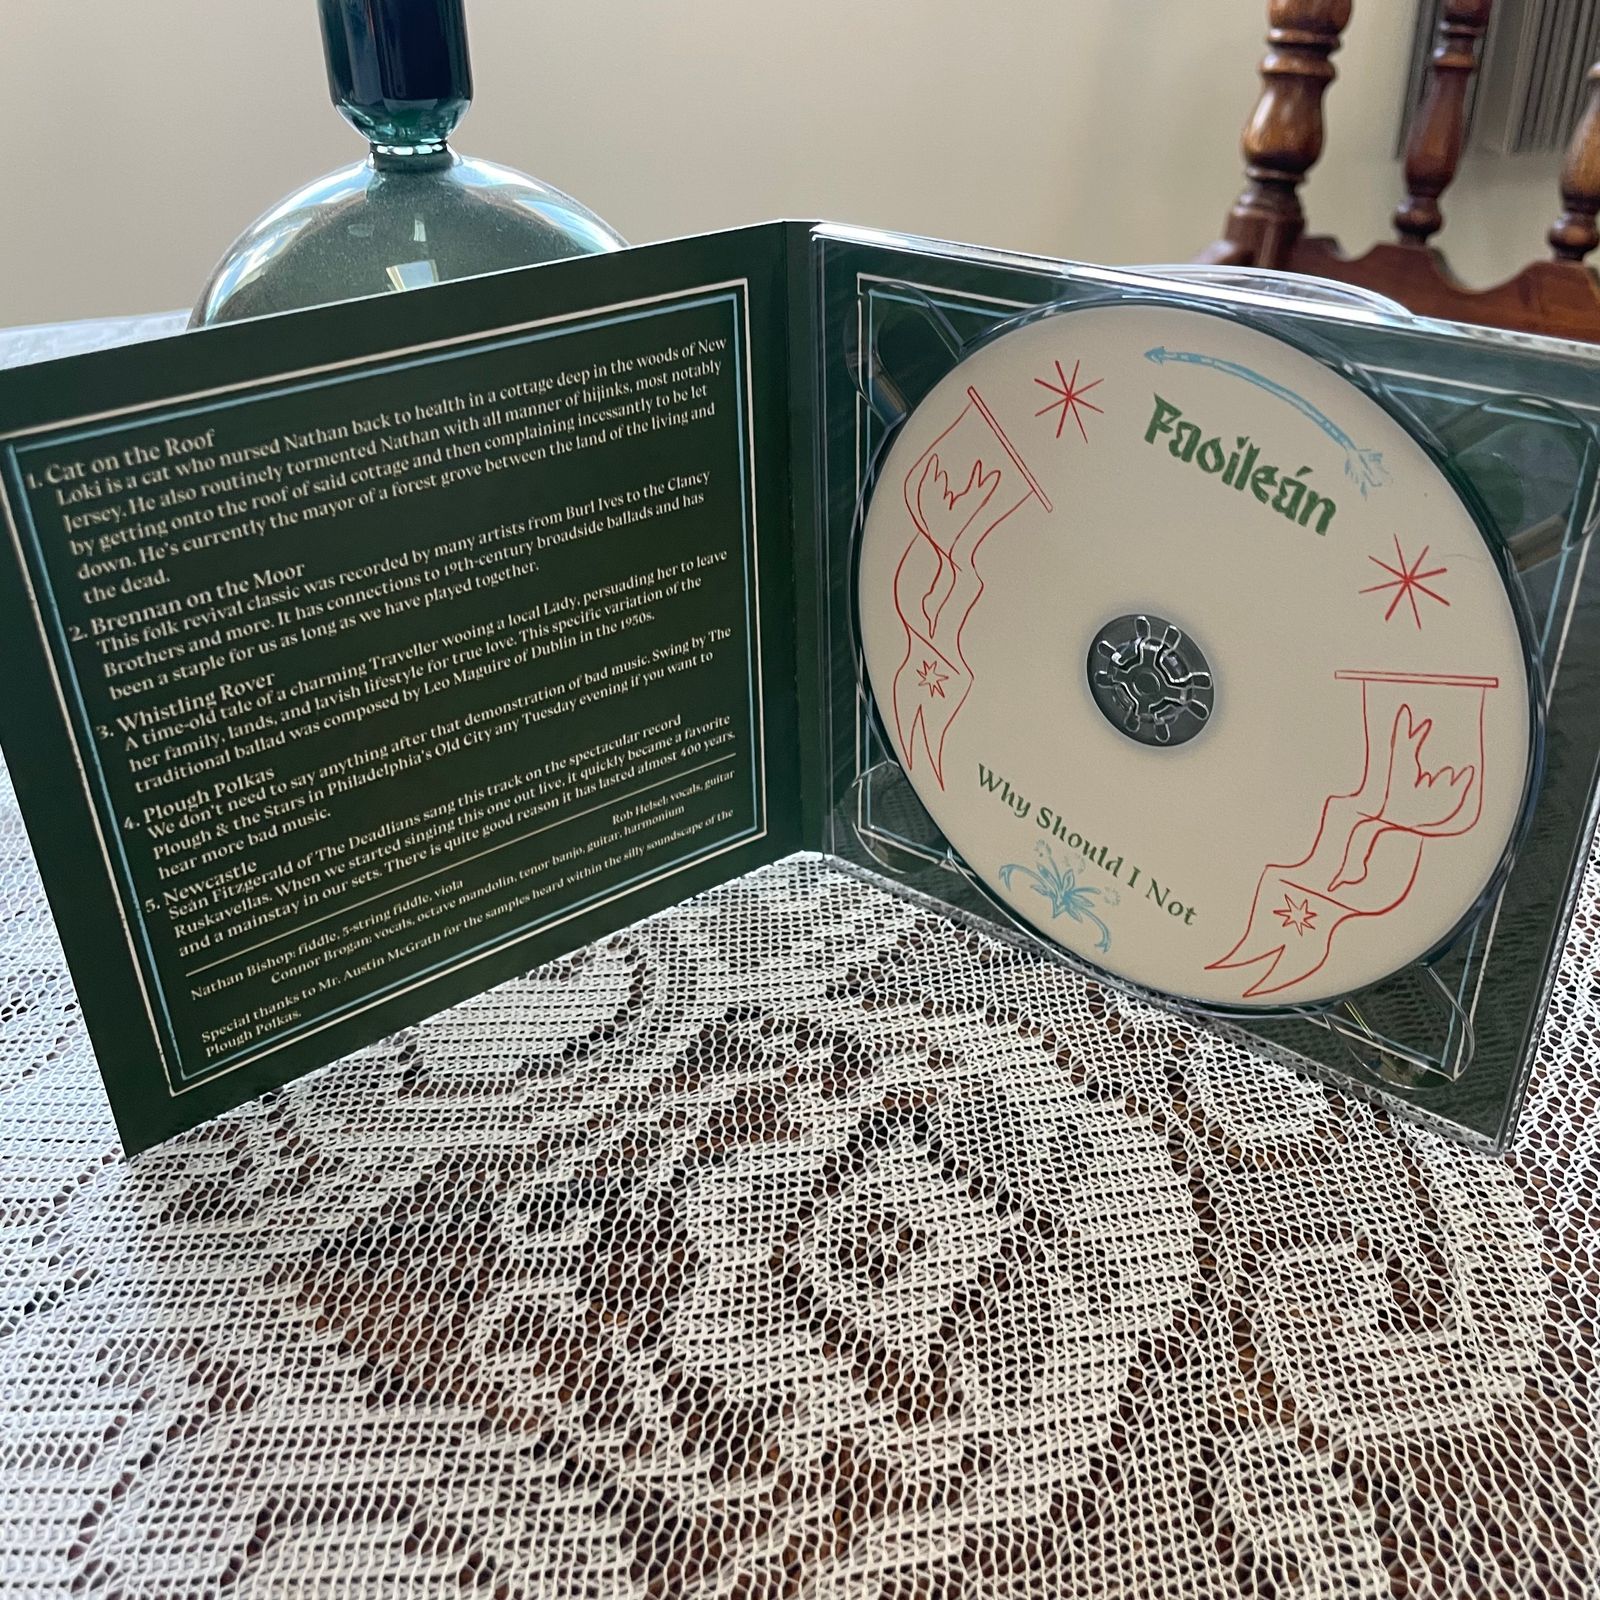 1. Cat on the Roof
Loki is a cat who nursed Nathan back to health in a cottage deep in the woods of New
Jersey. He also routinely tormented Nathan with all manner of hijinks, most notably
by getting onto the roof of said cottage and then complaining incessantly to be let
down. He's currently the mayor of a forest grove between the land of the living and
the dead.
2. Brennan on the Moor
This folk revival classic was recorded by many artists from Burl Ives to the Clancy
Brothers and more. It has connections to 19th-century broadside ballads and has
been a staple for us as long as we have played together.
3. Whistling Rover
A time-old tale of a charming Traveller wooing a local Lady, persuading her to leave
her family, lands, and lavish lifestyle for true love. This specific variation of the
traditional ballad was composed by Leo Maguire of Dublin in the 1950s.
4. Plough Polkas
We don't need to say anything after that demonstration of bad music. Swing by The
Plough & the Stars in Philadelphia's Old City any Tuesday evening if you want to
hear more bad music.
5. Newcastle
Seán Fitzgerald of The Deadlians sang this track on the spectacular record
Ruskavellas. When we started singing this one out live, it quickly became a favorite
and a mainstay in our sets. There is quite good reason it has lasted almost 400 years.
Nathan Bishop: fiddle, 5-string fiddle, viola
Rob Helsel: vocals, guitar
Connor Brogan: vocals, octave mandolin, tenor banjo, guitar, harmonium
Special thanks to Mr. Austin McGrath for the samples heard within the silly soundscape of the
Plough Polkas.
Faoileán
Why Should I Not